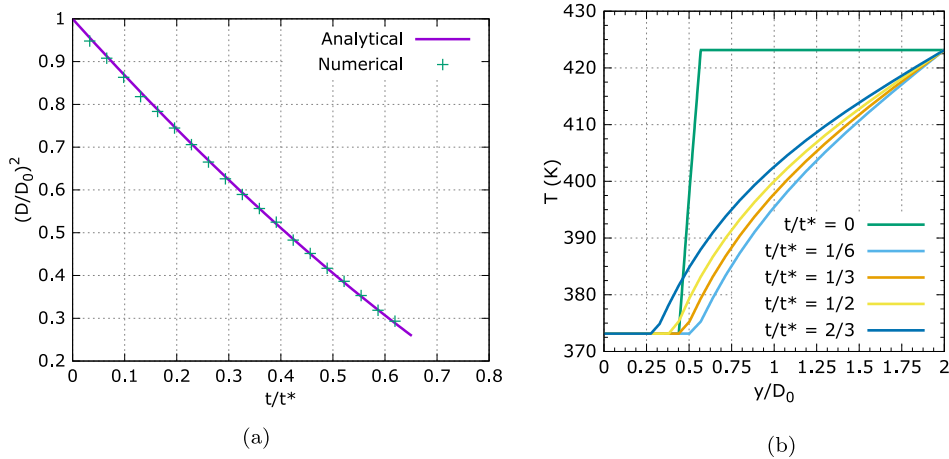 1
0.9
0.8
0.7
0.6
0.5
0.4
0.3
0.2
(D/D₀)²
Analytical
Numerical
0 0.1 0.2 0.3 0.4 0.5 0.6 0.7 0.8
t/t*
(a)
430
420
410
400
390
380
370
T (K)
t/t* = 0
t/t* = 1/6
t/t* = 1/3
t/t* = 1/2
t/t* = 2/3
0 0.25 0.5 0.75 1 1.25 1.5 1.75 2
y/D₀
(b)